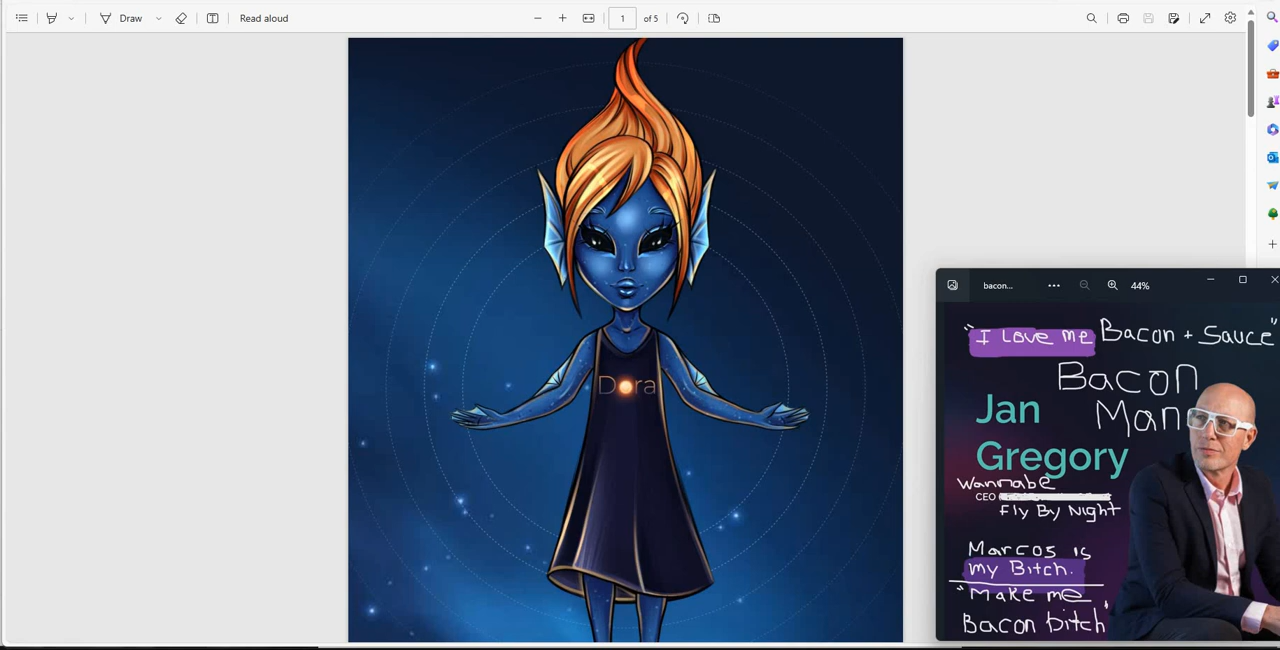 Draw
Read aloud
1 of 5
Dora
bacon...
44%
"I Love me Bacon + Sauce"
Bacon
Man
Jan
Gregory
Wannabe
CEO
Fly By Night
Marcos is
my Bitch.
"Make me
Bacon bitch"